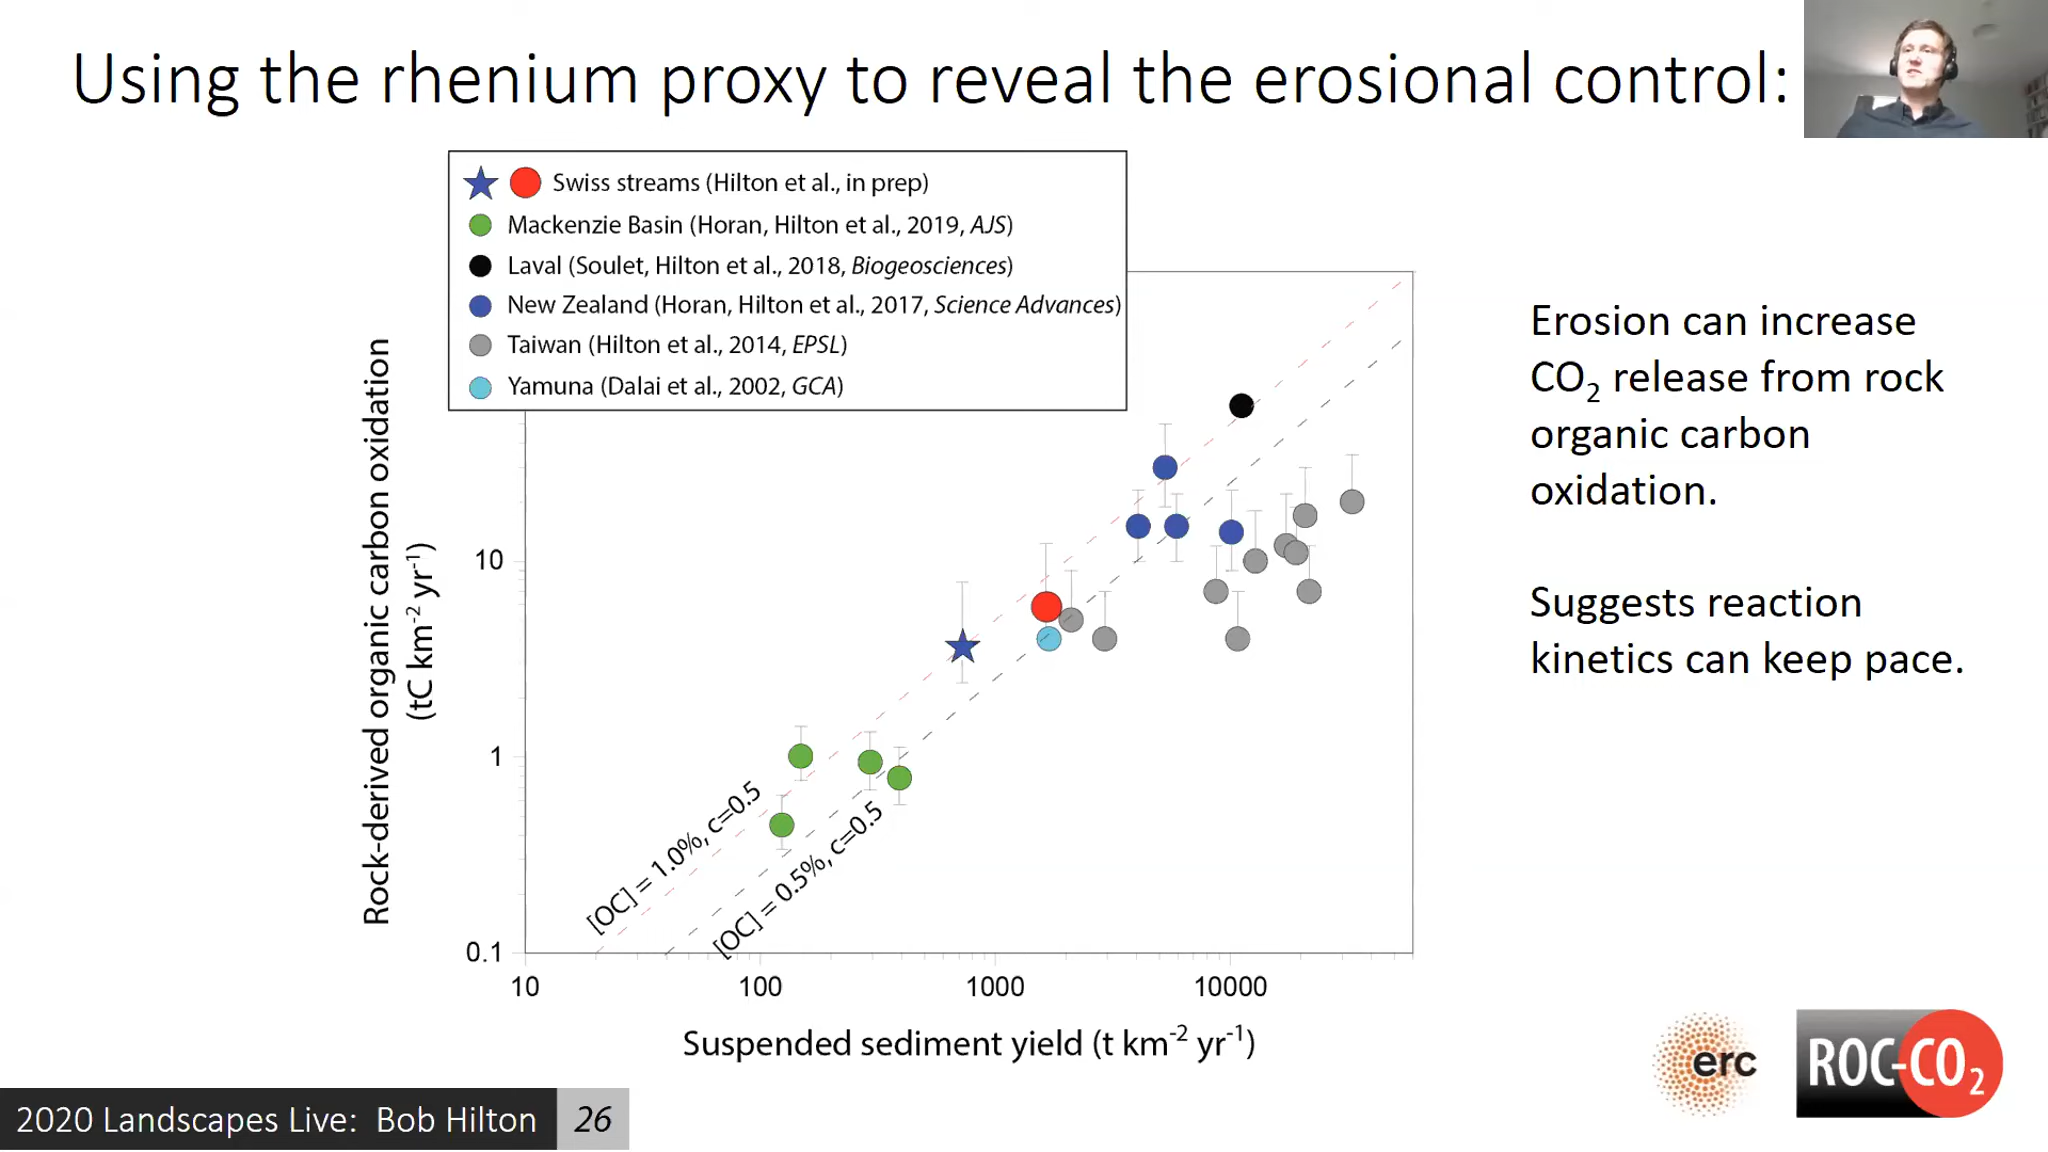 Using the rhenium proxy to reveal the erosional control:
Swiss streams (Hilton et al., in prep)
Mackenzie Basin (Horan, Hilton et al., 2019, AJS)
Laval (Soulet, Hilton et al., 2018, Biogeosciences)
New Zealand (Horan, Hilton et al., 2017, Science Advances)
Taiwan (Hilton et al., 2014, EPSL)
Yamuna (Dalai et al., 2002, GCA)
Rock-derived organic carbon oxidation
(tC km-2 yr-1)
10
1
0.1
[OC] = 1.0%, c=0.5
[OC] = 0.5%, c=0.5
10
100
1000
10000
Suspended sediment yield (t km-2 yr-1)
Erosion can increase
CO2 release from rock
organic carbon
oxidation.
Suggests reaction
kinetics can keep pace.
erc
ROC-CO2
2020 Landscapes Live: Bob Hilton
26